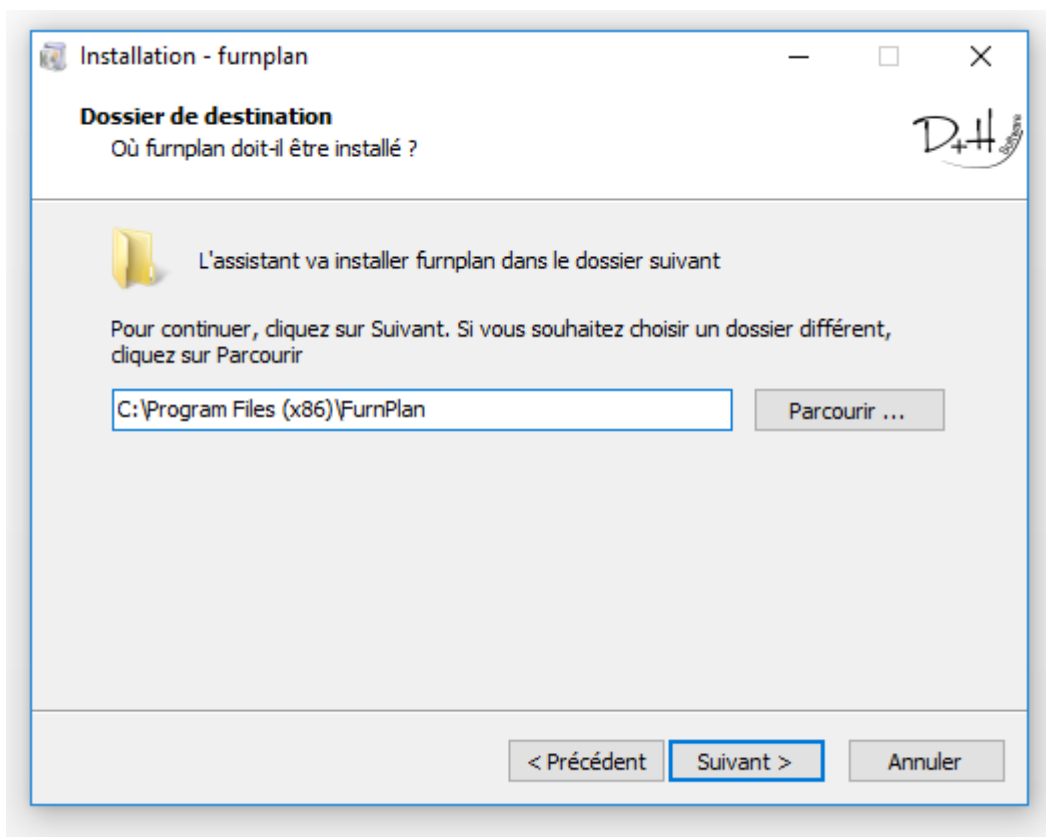 Installation - furnplan
Dossier de destination
Où furnplan doit-il être installé ?
D+H Software
L'assistant va installer furnplan dans le dossier suivant
Pour continuer, cliquez sur Suivant. Si vous souhaitez choisir un dossier différent,
cliquez sur Parcourir
C:\Program Files (x86)\FurnPlan
Parcourir ...
< Précédent
Suivant >
Annuler